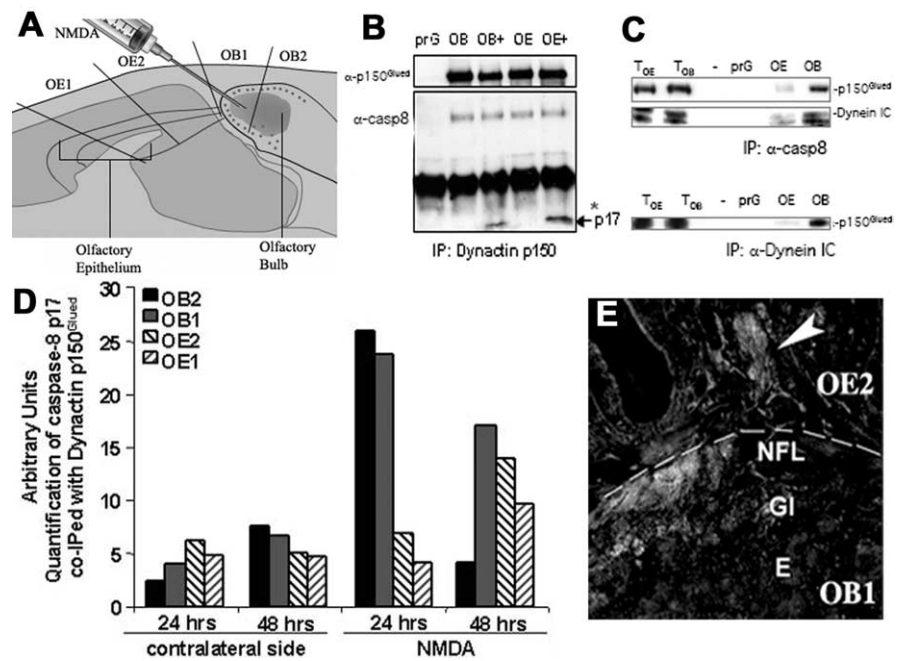 A
NMDA
OE1
OE2
OB1
OB2
Olfactory
Epithelium
Olfactory
Bulb
B
prG OB OB+ OE OE+
α-p150Glued
α-casp8
*
p17
IP: Dynactin p150
C
TOE TOB - prG OE OB
-p150Glued
-Dynein IC
IP: α-casp8
TOE TOB - prG OE OB
-p150Glued
IP: α-Dynein IC
D
Arbitrary Units
Quantification of caspase-8 p17
co-IPed with Dynactin p150Glued
30
25
20
15
10
5
0
OB2
OB1
OE2
OE1
24 hrs 48 hrs 24 hrs 48 hrs
contralateral side NMDA
E
OE2
NFL
Gl
E
OB1